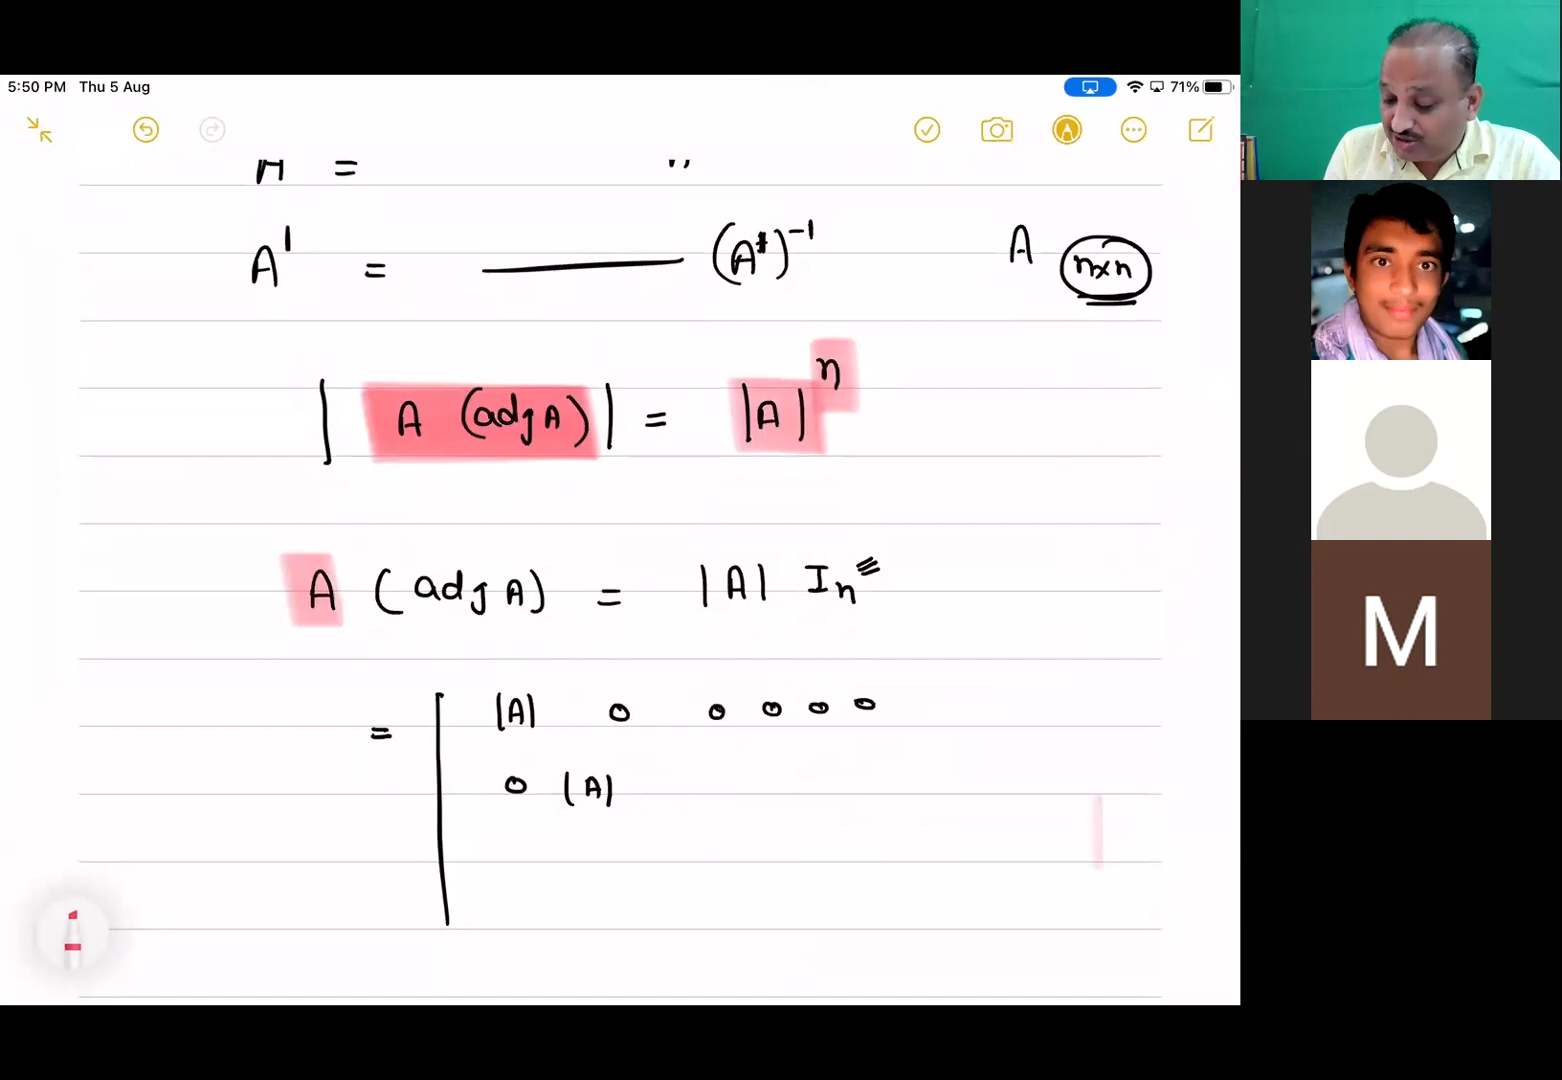 5:50 PM Thu 5 Aug 71%
=
A' = (A*)⁻¹ A n×n
| A (adj A) | = |A|ⁿ
A (adj A) = |A| In
= |A| 0 0 0 0 0
0 |A|
M